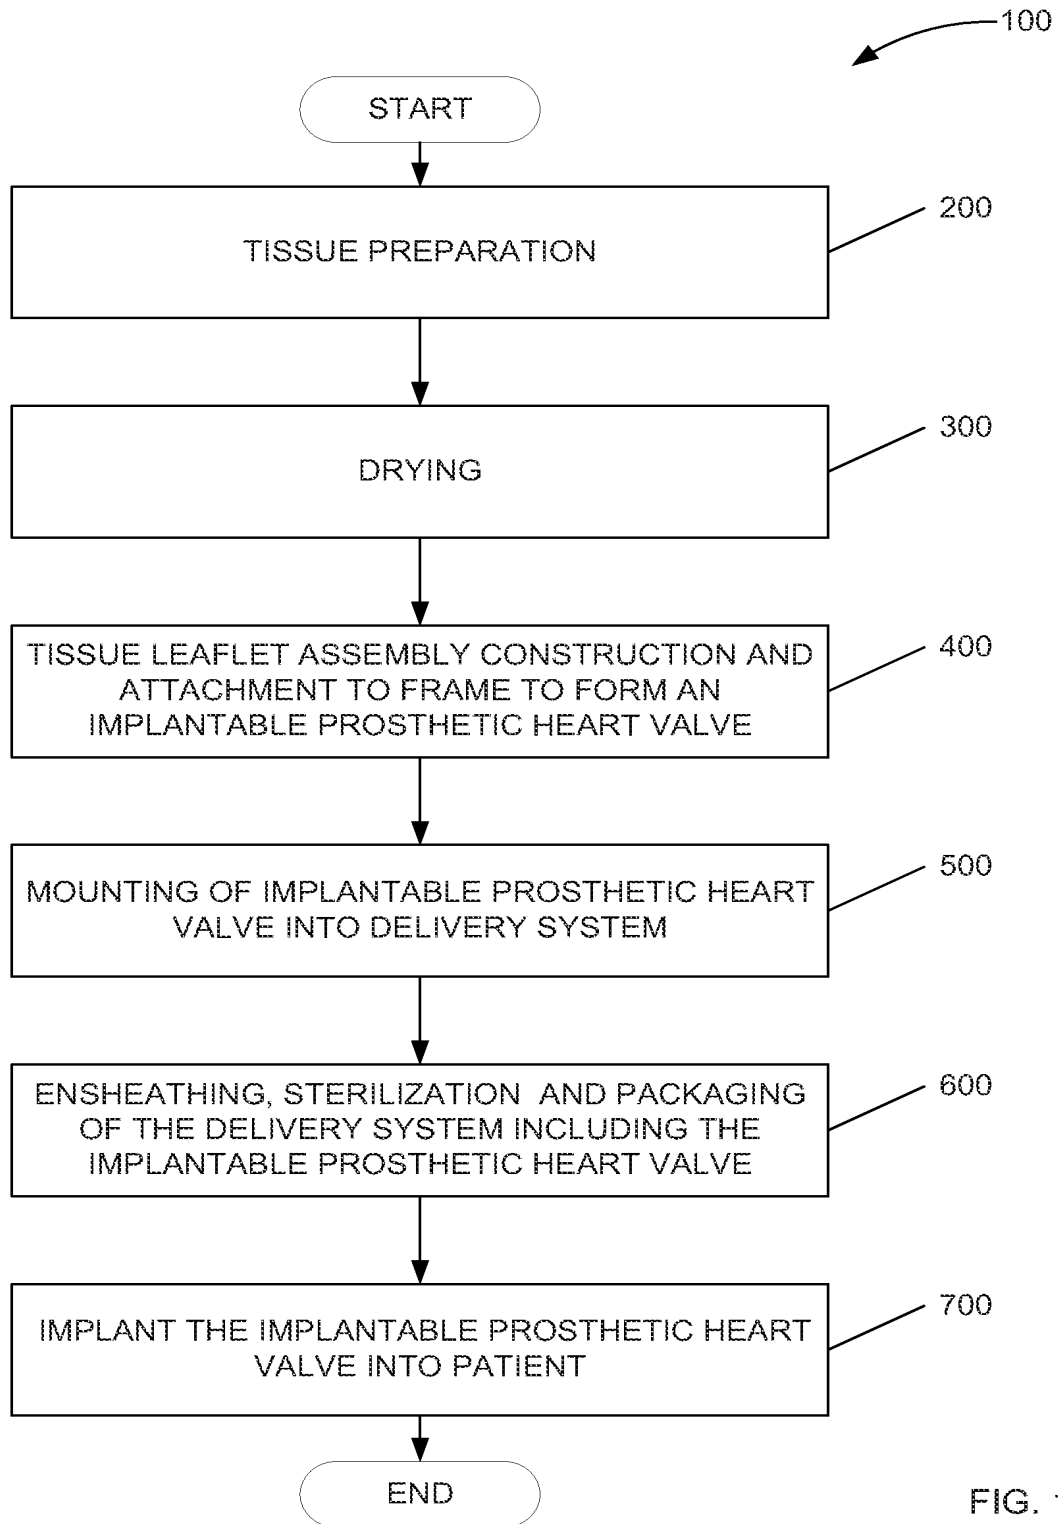 100
START
200
TISSUE PREPARATION
300
DRYING
400
TISSUE LEAFLET ASSEMBLY CONSTRUCTION AND
ATTACHMENT TO FRAME TO FORM AN
IMPLANTABLE PROSTHETIC HEART VALVE
500
MOUNTING OF IMPLANTABLE PROSTHETIC HEART
VALVE INTO DELIVERY SYSTEM
600
ENSHEATHING, STERILIZATION AND PACKAGING
OF THE DELIVERY SYSTEM INCLUDING THE
IMPLANTABLE PROSTHETIC HEART VALVE
700
IMPLANT THE IMPLANTABLE PROSTHETIC HEART
VALVE INTO PATIENT
END
FIG.